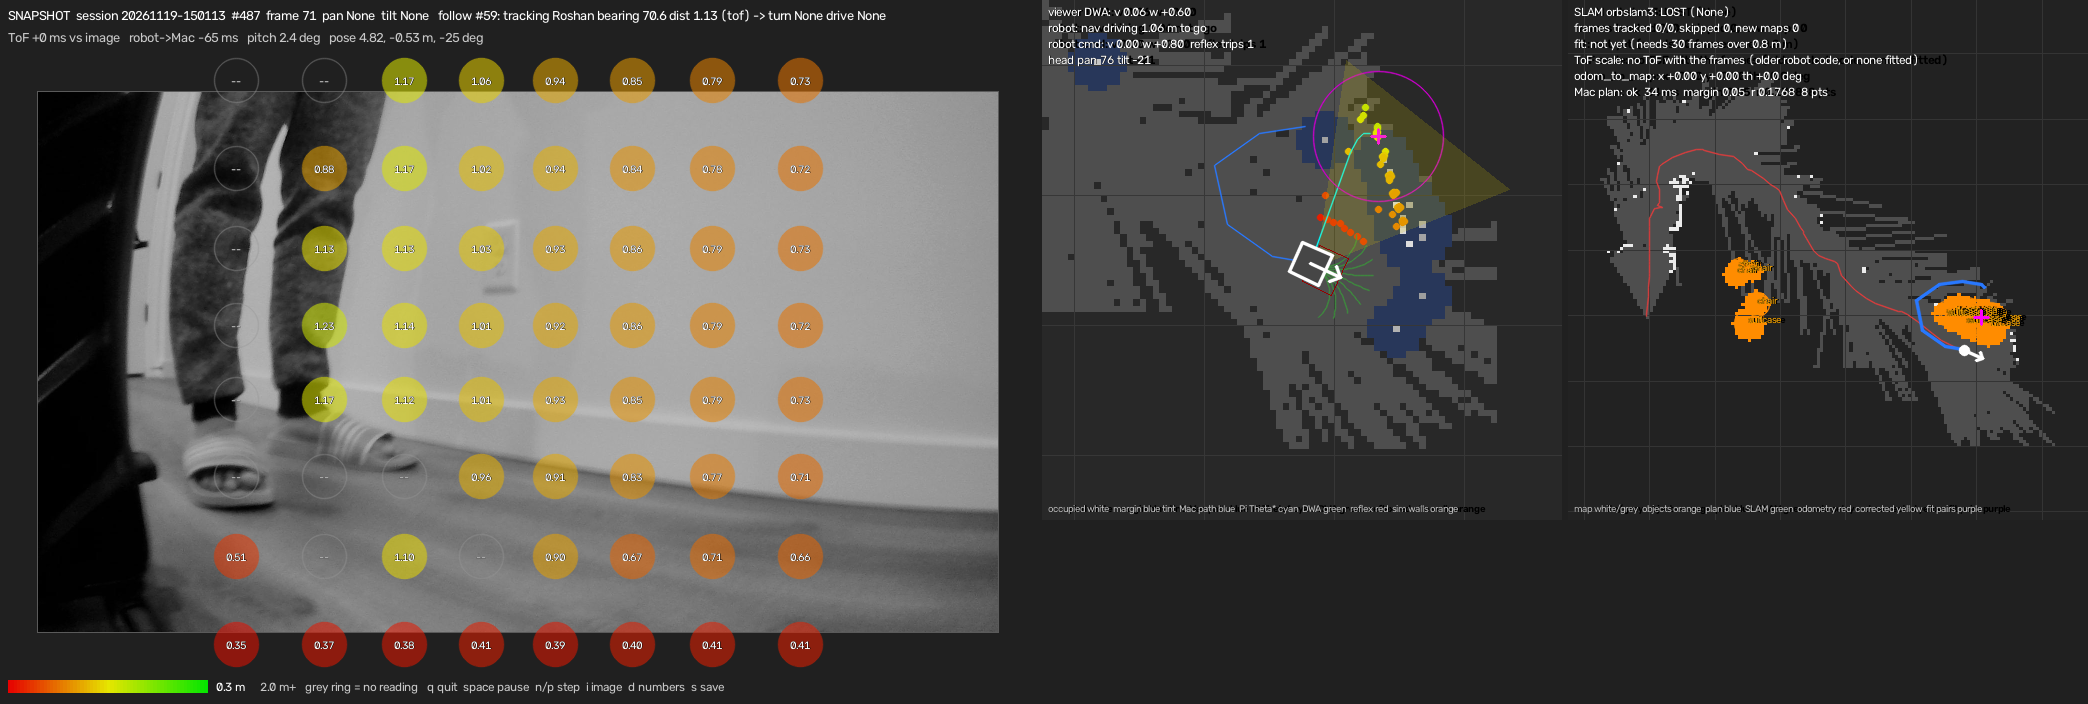 SNAPSHOT session 20261119-150113 #487 frame 71 pan None tilt None follow #59: tracking Roshan bearing 70.6 dist 1.13 (tof) -> turn None drive None
ToF +0 ms vs image robot->Mac -65 ms pitch 2.4 deg pose 4.82, -0.53 m, -25 deg
-- -- 1.17 1.06 0.94 0.85 0.79 0.73
-- 0.88 1.17 1.02 0.94 0.84 0.78 0.72
-- 1.13 1.13 1.03 0.93 0.86 0.79 0.73
-- 1.23 1.14 1.01 0.92 0.86 0.79 0.72
-- 1.17 1.12 1.01 0.93 0.85 0.79 0.73
-- -- -- 0.96 0.91 0.83 0.77 0.71
0.51 -- 1.10 -- 0.90 0.67 0.71 0.66
0.35 0.37 0.38 0.41 0.39 0.40 0.41 0.41
0.3 m 2.0 m+ grey ring = no reading q quit space pause n/p step i image d numbers s save
viewer DWA: v 0.06 w +0.60
robot: nav driving 1.06 m to go
robot cmd: v 0.00 w +0.80 reflex trips 1
head pan 76 tilt -21
occupied white margin blue tint Mac path blue Pi Theta* cyan DWA green reflex red sim walls orange
SLAM orbslam3: LOST (None)
frames tracked 0/0, skipped 0, new maps 0
fit: not yet (needs 30 frames over 0.8 m)
ToF scale: no ToF with the frames (older robot code, or none fitted)
odom_to_map: x +0.00 y +0.00 th +0.0 deg
Mac plan: ok 34 ms margin 0.05 r 0.1768 8 pts
map white/grey objects orange plan blue SLAM green odometry red corrected yellow fit pairs purple